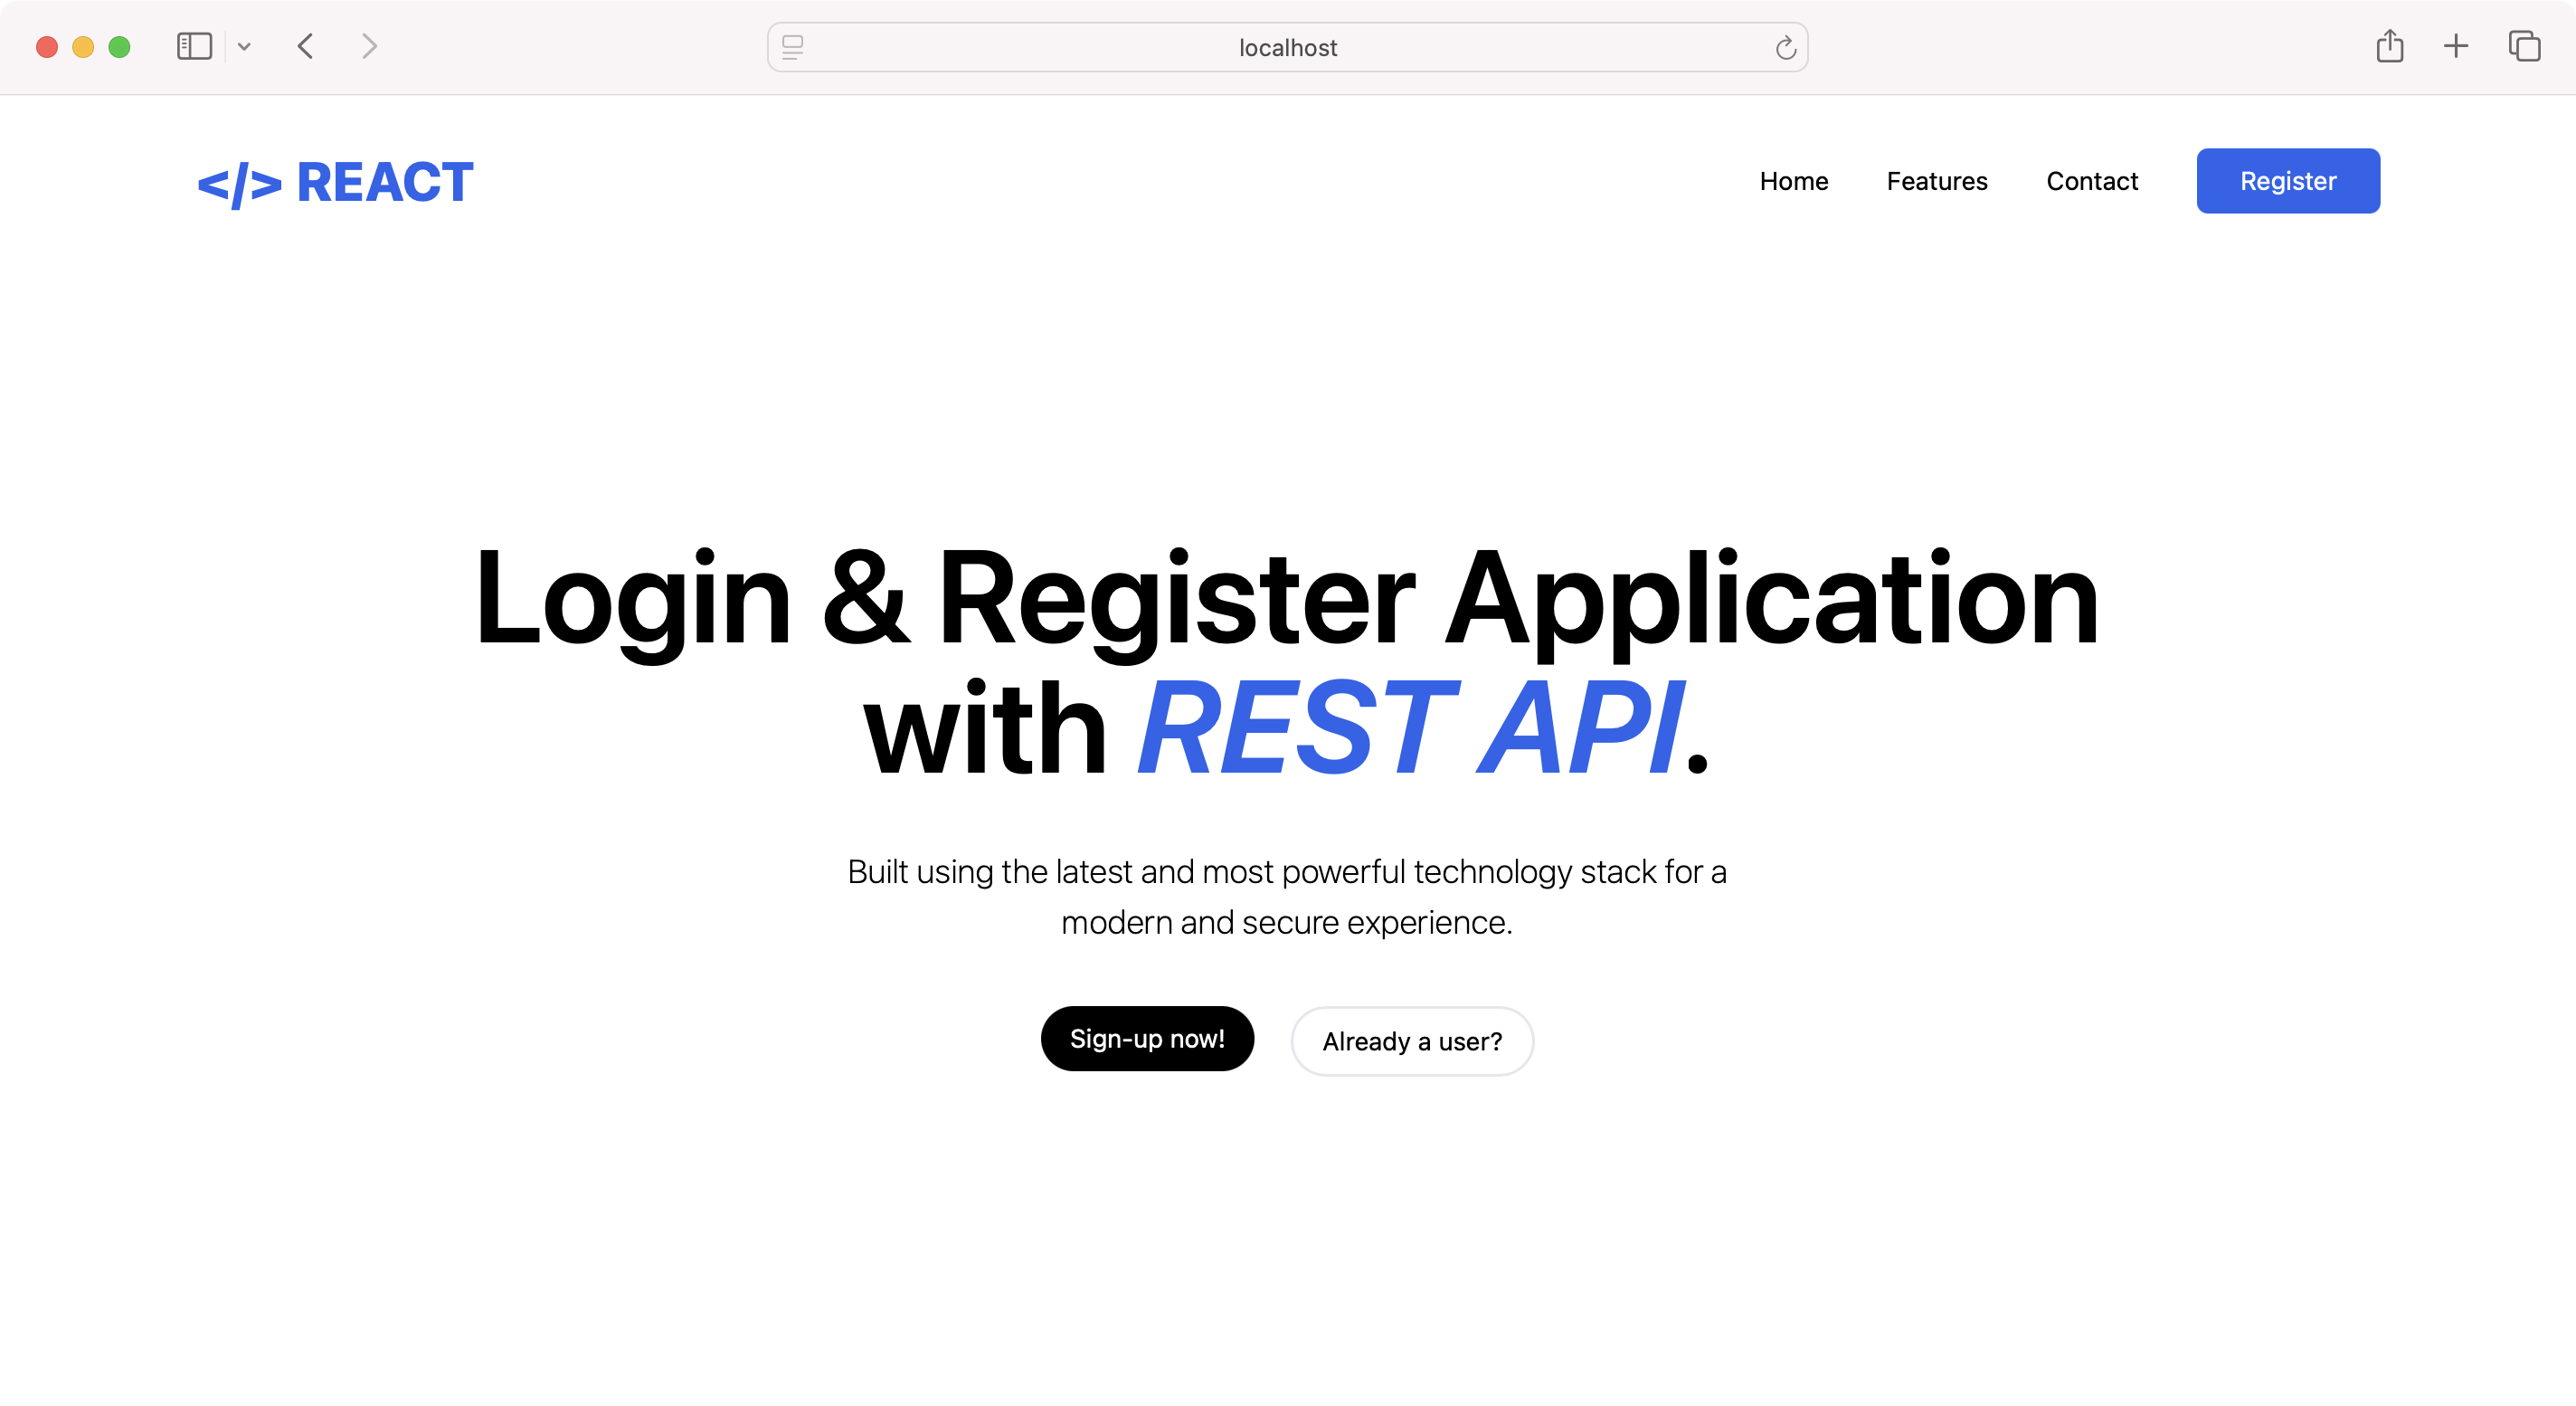 localhost
</> REACT
Home Features Contact Register
Login & Register Application
with REST API.
Built using the latest and most powerful technology stack for a
modern and secure experience.
Sign-up now! Already a user?